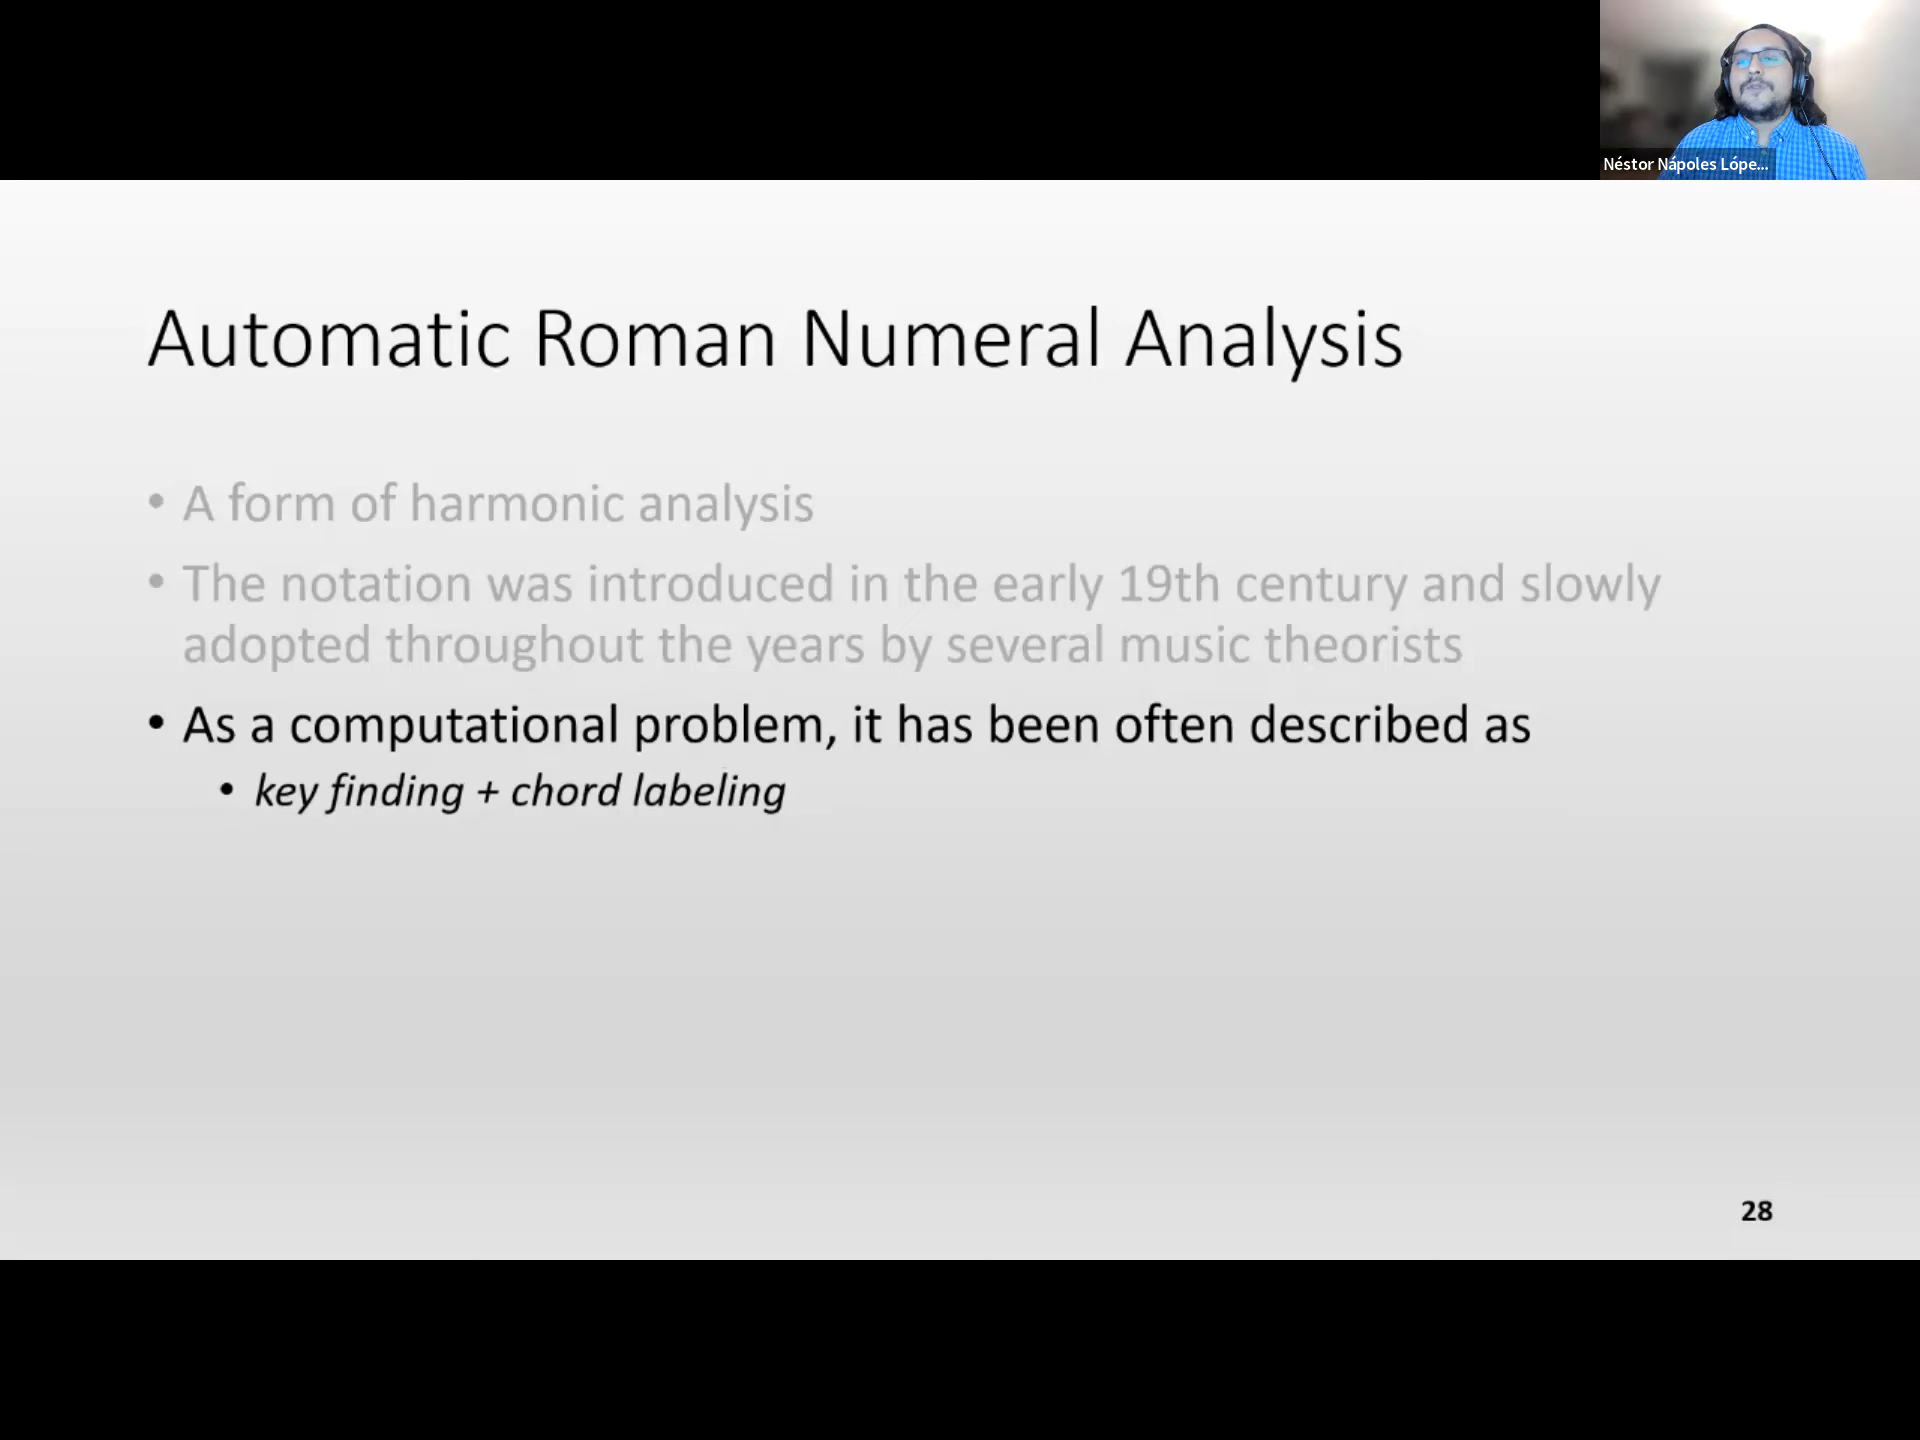 Néstor Nápoles Lópe...
Automatic Roman Numeral Analysis
• A form of harmonic analysis
• The notation was introduced in the early 19th century and slowly
adopted throughout the years by several music theorists
• As a computational problem, it has been often described as
• key finding + chord labeling
28